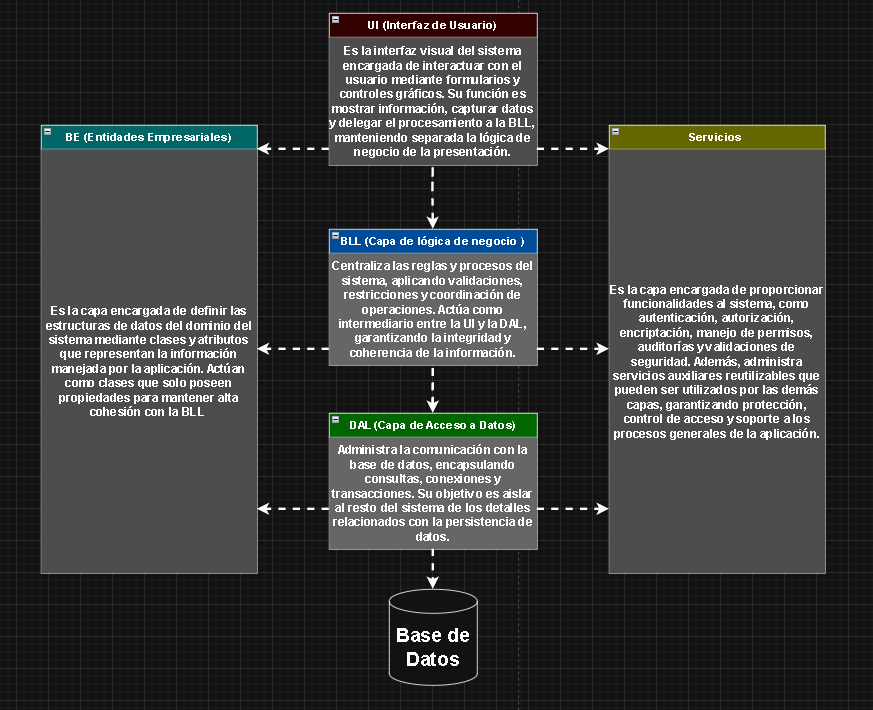 UI (Interfaz de Usuario)
Es la interfaz visual del sistema
encargada de interactuar con el
usuario mediante formularios y
controles gráficos. Su función es
mostrar información, capturar datos
y delegar el procesamiento a la BLL,
manteniendo separada la lógica de
negocio de la presentación.
BE (Entidades Empresariales)
Es la capa encargada de definir las
estructuras de datos del dominio del
sistema mediante clases y atributos
que representan la información
manejada por la aplicación. Actúan
como clases que solo poseen
propiedades para mantener alta
cohesión con la BLL
Servicios
Es la capa encargada de proporcionar
funcionalidades al sistema, como
autenticación, autorización,
encriptación, manejo de permisos,
auditorías y validaciones de
seguridad. Además, administra
servicios auxiliares reutilizables que
pueden ser utilizados por las demás
capas, garantizando protección,
control de acceso y soporte a los
procesos generales de la aplicación.
BLL (Capa de lógica de negocio )
Centraliza las reglas y procesos del
sistema, aplicando validaciones,
restricciones y coordinación de
operaciones. Actúa como
intermediario entre la UI y la DAL,
garantizando la integridad y
coherencia de la información.
DAL (Capa de Acceso a Datos)
Administra la comunicación con la
base de datos, encapsulando
consultas, conexiones y
transacciones. Su objetivo es aislar
al resto del sistema de los detalles
relacionados con la persistencia de
datos.
Base de
Datos